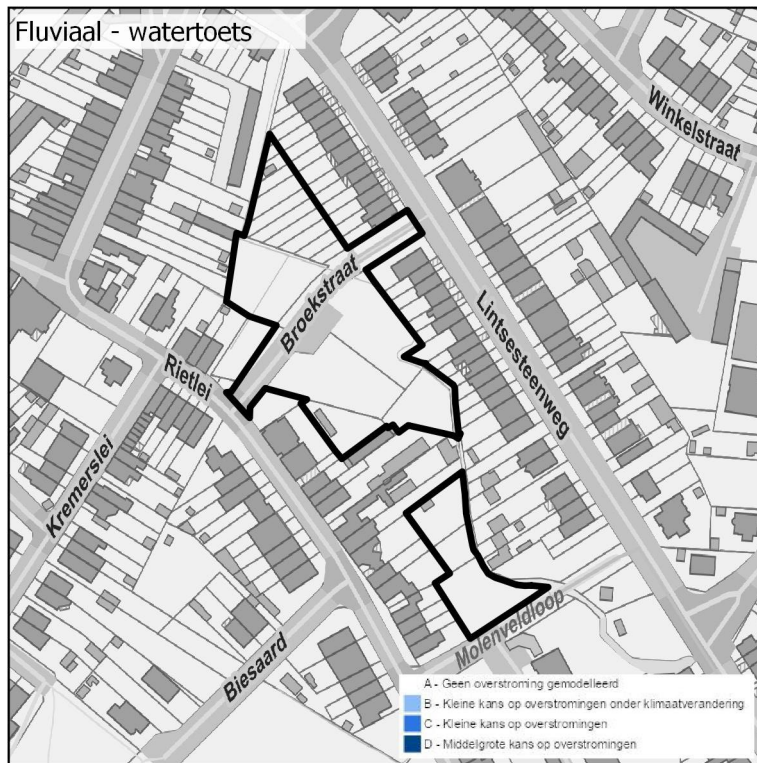 Fluviaal - watertoets
Winkelstraat
Broekstraat
Lintsesteenweg
Rietlei
Kremerslei
Molenveldloop
Biesaard
A - Geen overstroming gemodelleerd
B - Kleine kans op overstromingen onder klimaatverandering
C - Kleine kans op overstromingen
D - Middelgrote kans op overstromingen